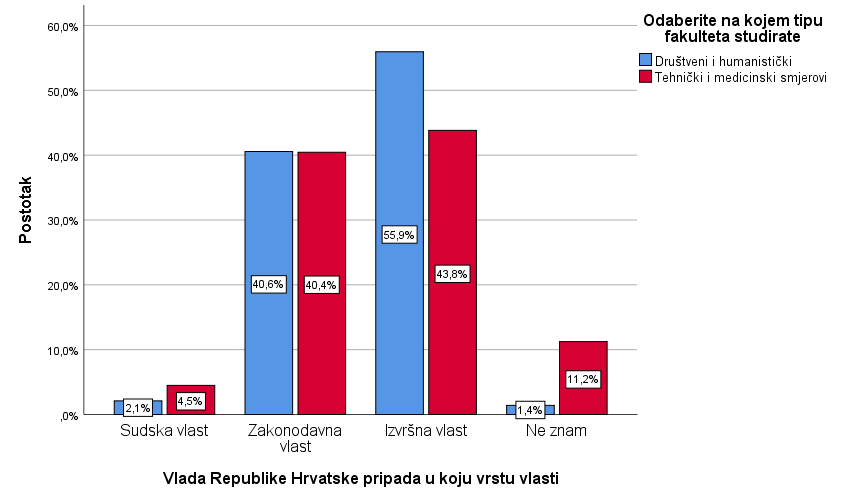 Odaberite na kojem tipu
fakulteta studirate
Društveni i humanistički
Tehnički i medicinski smjerovi
Postotak
60,0%
50,0%
40,0%
30,0%
20,0%
10,0%
,0%
2,1%
4,5%
40,6%
40,4%
55,9%
43,8%
1,4%
11,2%
Sudska vlast
Zakonodavna
vlast
Izvršna vlast
Ne znam
Vlada Republike Hrvatske pripada u koju vrstu vlasti